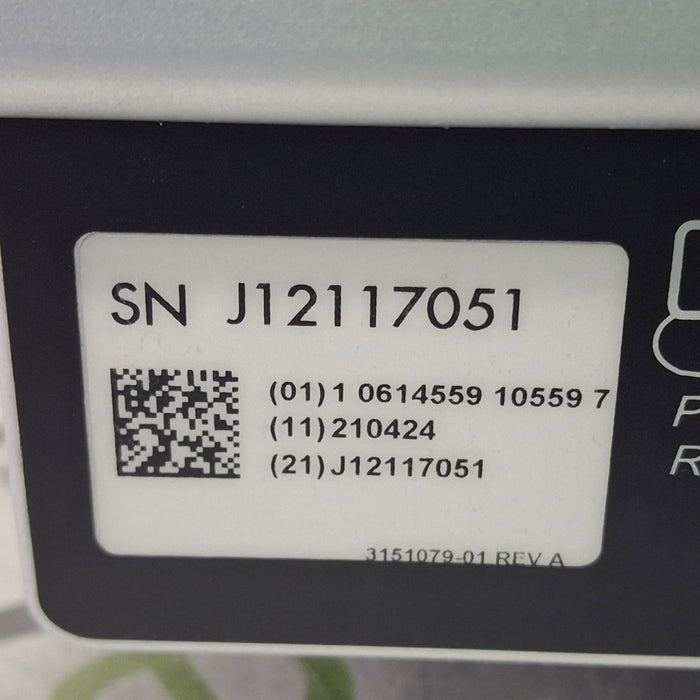 SN J12117051
(01)1 0614559 10559 7
(11)210424
(21)J12117051
3151079-01 REV A
P
R